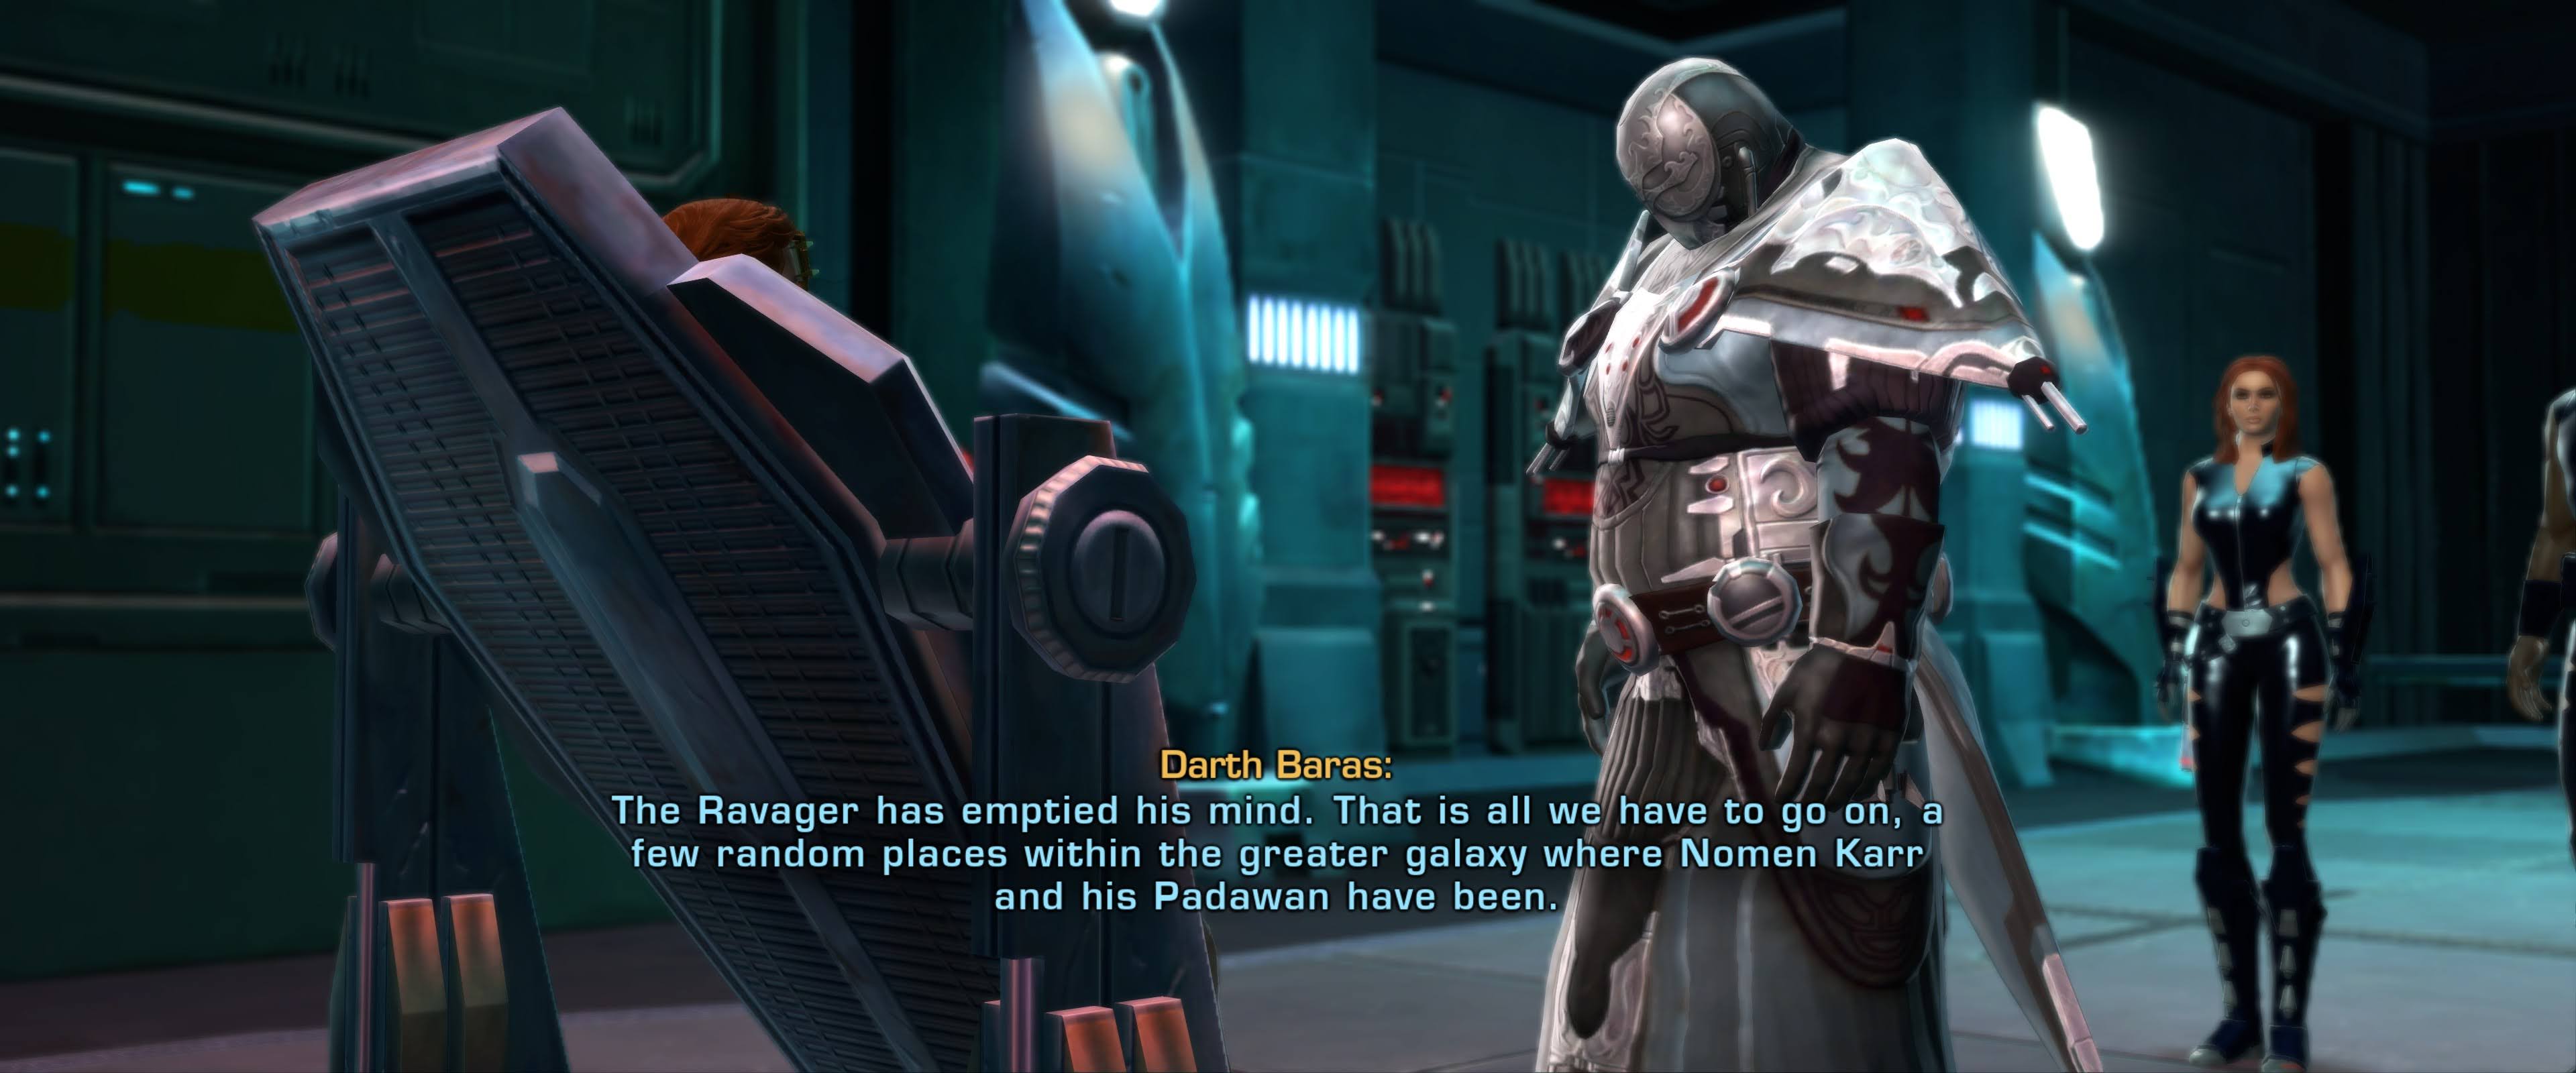 Darth Baras:
The Ravager has emptied his mind. That is all we have to go on, a
few random places within the greater galaxy where Nomen Karr
and his Padawan have been.